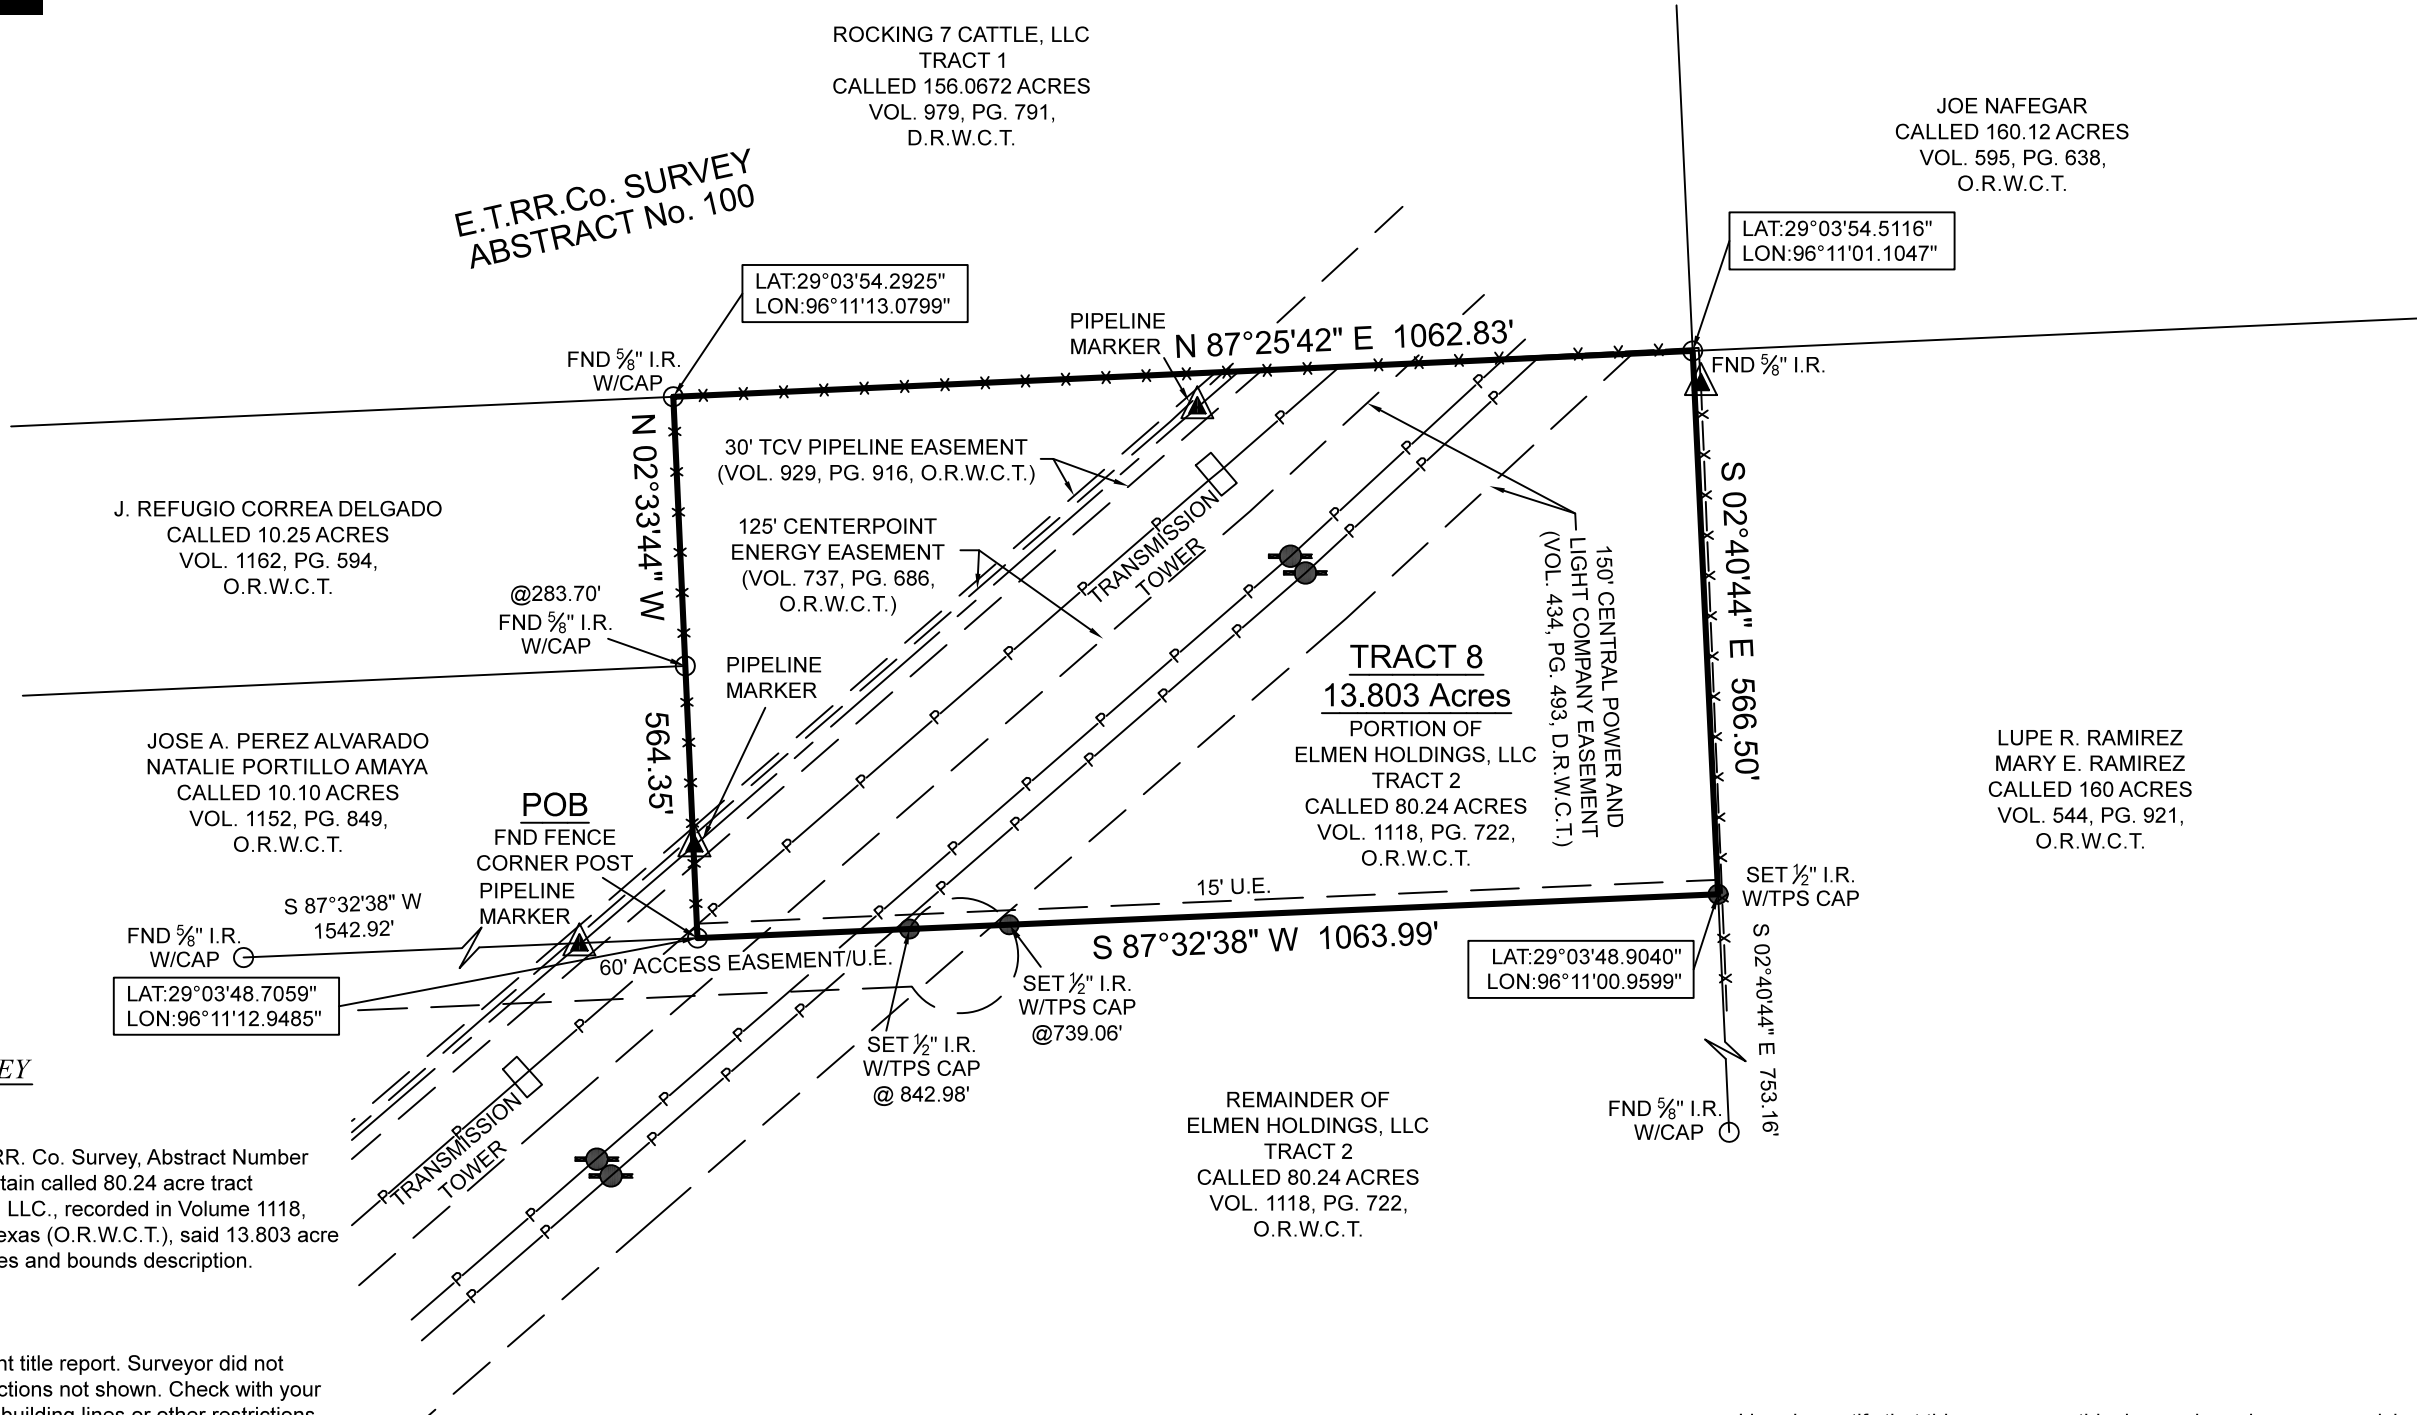 ROCKING 7 CATTLE, LLC
TRACT 1
CALLED 156.0672 ACRES
VOL. 979, PG. 791,
D.R.W.C.T.
JOE NAFEGAR
CALLED 160.12 ACRES
VOL. 595, PG. 638,
O.R.W.C.T.
E.T.RR.Co. SURVEY
ABSTRACT No. 100
LAT:29°03'54.2925"
LON:96°11'13.0799"
LAT:29°03'54.5116"
LON:96°11'01.1047"
FND ⅝" I.R.
W/CAP
PIPELINE
MARKER
N 87°25'42" E 1062.83'
FND ⅝" I.R.
N 02°33'44" W
564.35'
30' TCV PIPELINE EASEMENT
(VOL. 929, PG. 916, O.R.W.C.T.)
125' CENTERPOINT
ENERGY EASEMENT
(VOL. 737, PG. 686,
O.R.W.C.T.)
TRANSMISSION
TOWER
150' CENTRAL POWER AND
LIGHT COMPANY EASEMENT
(VOL. 434, PG. 493, D.R.W.C.T.)
S 02°40'44" E 566.50'
J. REFUGIO CORREA DELGADO
CALLED 10.25 ACRES
VOL. 1162, PG. 594,
O.R.W.C.T.
@283.70'
FND ⅝" I.R.
W/CAP
PIPELINE
MARKER
TRACT 8
13.803 Acres
PORTION OF
ELMEN HOLDINGS, LLC
TRACT 2
CALLED 80.24 ACRES
VOL. 1118, PG. 722,
O.R.W.C.T.
JOSE A. PEREZ ALVARADO
NATALIE PORTILLO AMAYA
CALLED 10.10 ACRES
VOL. 1152, PG. 849,
O.R.W.C.T.
LUPE R. RAMIREZ
MARY E. RAMIREZ
CALLED 160 ACRES
VOL. 544, PG. 921,
O.R.W.C.T.
POB
FND FENCE
CORNER POST
PIPELINE
MARKER
S 87°32'38" W
1542.92'
FND ⅝" I.R.
W/CAP
LAT:29°03'48.7059"
LON:96°11'12.9485"
15' U.E.
SET ½" I.R.
W/TPS CAP
S 87°32'38" W 1063.99'
60' ACCESS EASEMENT/U.E.
LAT:29°03'48.9040"
LON:96°11'00.9599"
SET ½" I.R.
W/TPS CAP
@739.06'
SET ½" I.R.
W/TPS CAP
@ 842.98'
S 02°40'44" E 753.16'
FND ⅝" I.R.
W/CAP
TRANSMISSION
TOWER
REMAINDER OF
ELMEN HOLDINGS, LLC
TRACT 2
CALLED 80.24 ACRES
VOL. 1118, PG. 722,
O.R.W.C.T.
EY
RR. Co. Survey, Abstract Number
tain called 80.24 acre tract
LLC., recorded in Volume 1118,
exas (O.R.W.C.T.), said 13.803 acre
es and bounds description.
nt title report. Surveyor did not
ctions not shown. Check with your
building lines or other restrictions